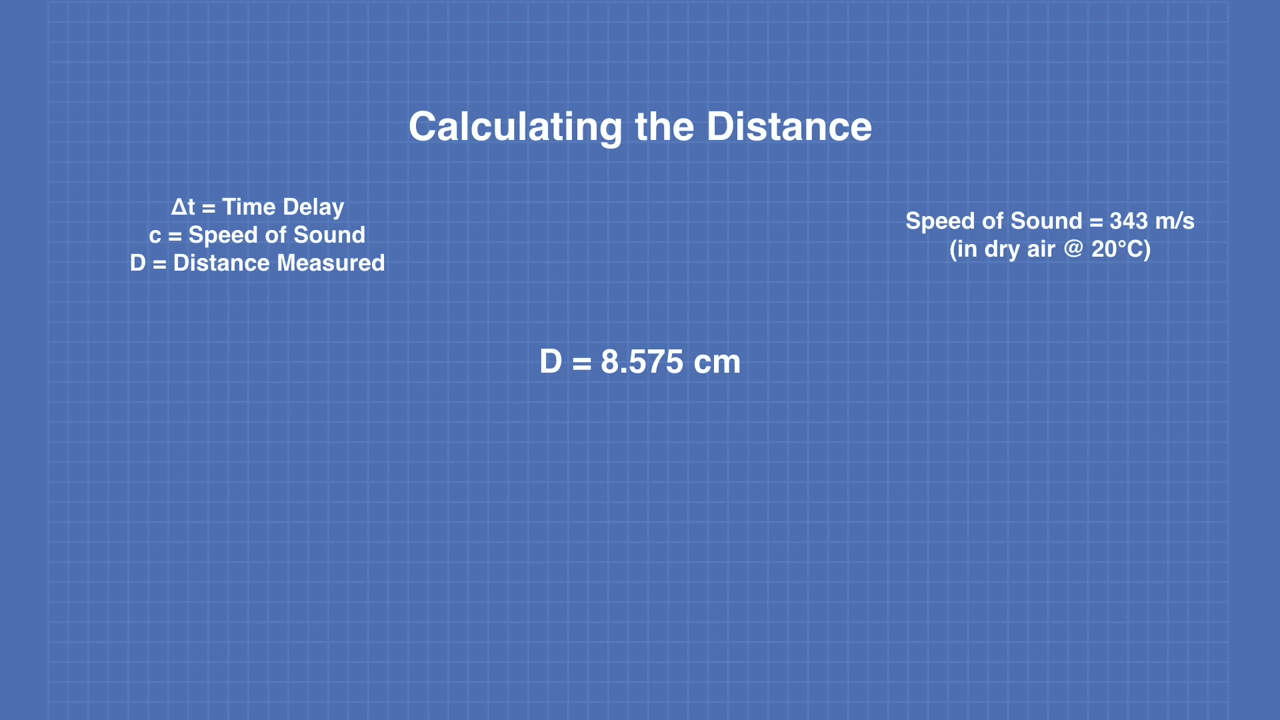 Calculating the Distance
Δt = Time Delay
c = Speed of Sound
D = Distance Measured
Speed of Sound = 343 m/s
(in dry air @ 20°C)
D = 8.575 cm